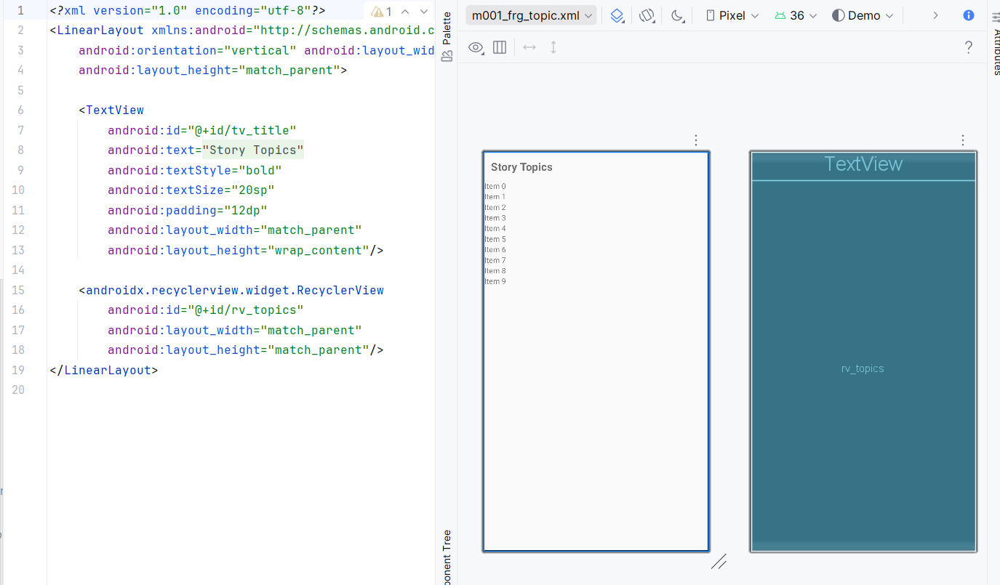 1 <?xml version="1.0" encoding="utf-8"?>
2 <LinearLayout xmlns:android="http://schemas.android.c
3 android:orientation="vertical" android:layout_wid
4 android:layout_height="match_parent">
5
6 <TextView
7 android:id="@+id/tv_title"
8 android:text="Story Topics"
9 android:textStyle="bold"
10 android:textSize="20sp"
11 android:padding="12dp"
12 android:layout_width="match_parent"
13 android:layout_height="wrap_content"/>
14
15 <androidx.recyclerview.widget.RecyclerView
16 android:id="@+id/rv_topics"
17 android:layout_width="match_parent"
18 android:layout_height="match_parent"/>
19 </LinearLayout>
20
1
Palette
ponent Tree
m001_frg_topic.xml
Pixel
36
Demo
?
Attributes
Story Topics
Item 0
Item 1
Item 2
Item 3
Item 4
Item 5
Item 6
Item 7
Item 8
Item 9
TextView
rv_topics